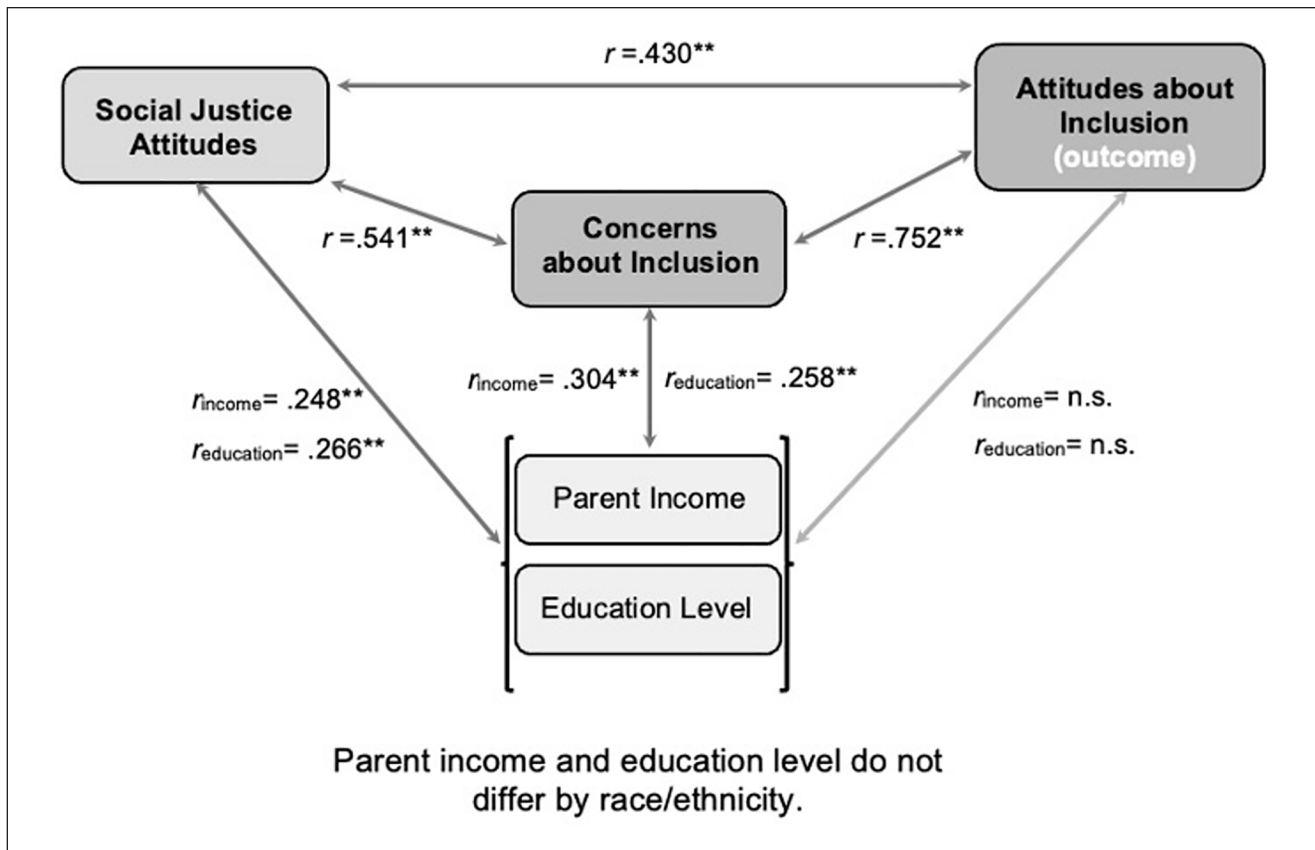 r =.430**
Social Justice
Attitudes
Attitudes about
Inclusion
(outcome)
Concerns
about Inclusion
r =.541**
r =.752**
rincome= .304**
reducation= .258**
rincome= .248**
reducation= .266**
rincome= n.s.
reducation= n.s.
Parent Income
Education Level
Parent income and education level do not
differ by race/ethnicity.